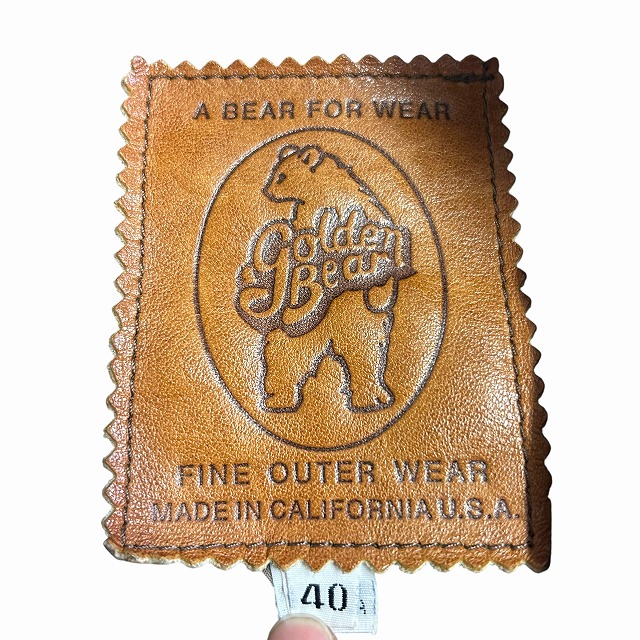 A BEAR FOR WEAR
Golden
Bear
FINE OUTER WEAR
MADE IN CALIFORNIA U.S.A.
40